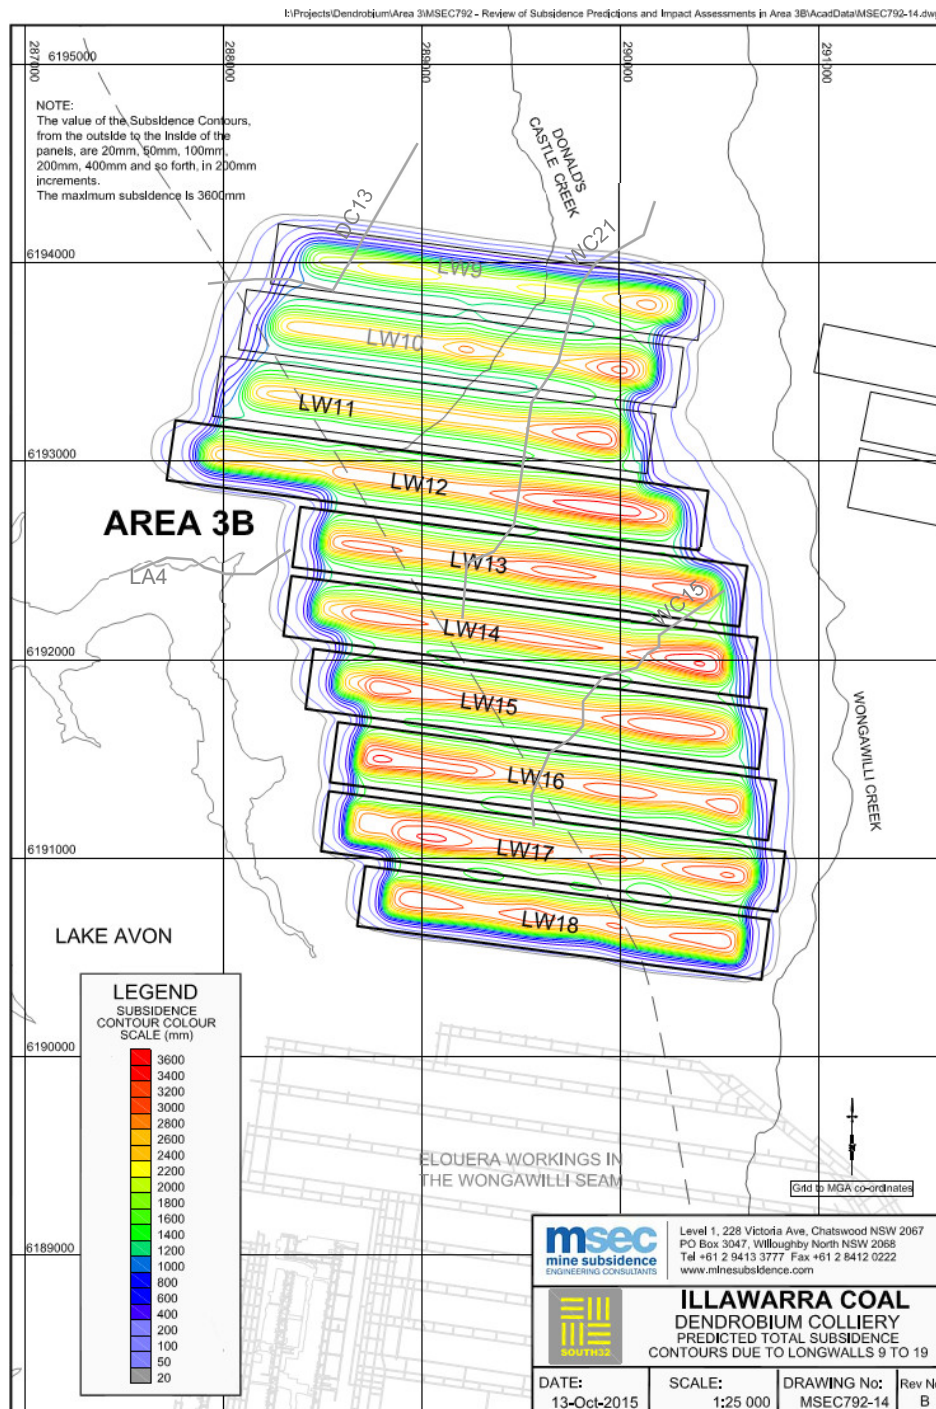 I:\Projects\Dendrobium\Area 3\MSEC792 - Review of Subsidence Predictions and Impact Assessments in Area 3B\AcadData\MSEC792-14.dwg
287000
288000
289000
290000
291000
6195000
NOTE:
The value of the Subsidence Contours,
from the outside to the inside of the
panels, are 20mm, 50mm, 100mm,
200mm, 400mm and so forth, in 200mm
increments.
The maximum subsidence is 3600mm
DONALD'S
CASTLE CREEK
DC13
WC21
6194000
LW9
LW10
LW11
6193000
LW12
AREA 3B
LW13
LA4
WC15
LW14
6192000
LW15
WONGAWILLI CREEK
LW16
LW17
6191000
LW18
LAKE AVON
LEGEND
SUBSIDENCE
CONTOUR COLOUR
SCALE (mm)
3600
3400
3200
3000
2800
2600
2400
2200
2000
1800
1600
1400
1200
1000
800
600
400
200
100
50
20
6190000
ELOUERA WORKINGS IN
THE WONGAWILLI SEAM
N
Grid to MGA co-ordinates
6189000
msec
mine subsidence
ENGINEERING CONSULTANTS
Level 1, 228 Victoria Ave, Chatswood NSW 2067
PO Box 3047, Willoughby North NSW 2068
Tel +61 2 9413 3777 Fax +61 2 8412 0222
www.minesubsidence.com
SOUTH32
ILLAWARRA COAL
DENDROBIUM COLLIERY
PREDICTED TOTAL SUBSIDENCE
CONTOURS DUE TO LONGWALLS 9 TO 19
DATE:
13-Oct-2015
SCALE:
1:25 000
DRAWING No:
MSEC792-14
Rev No
B